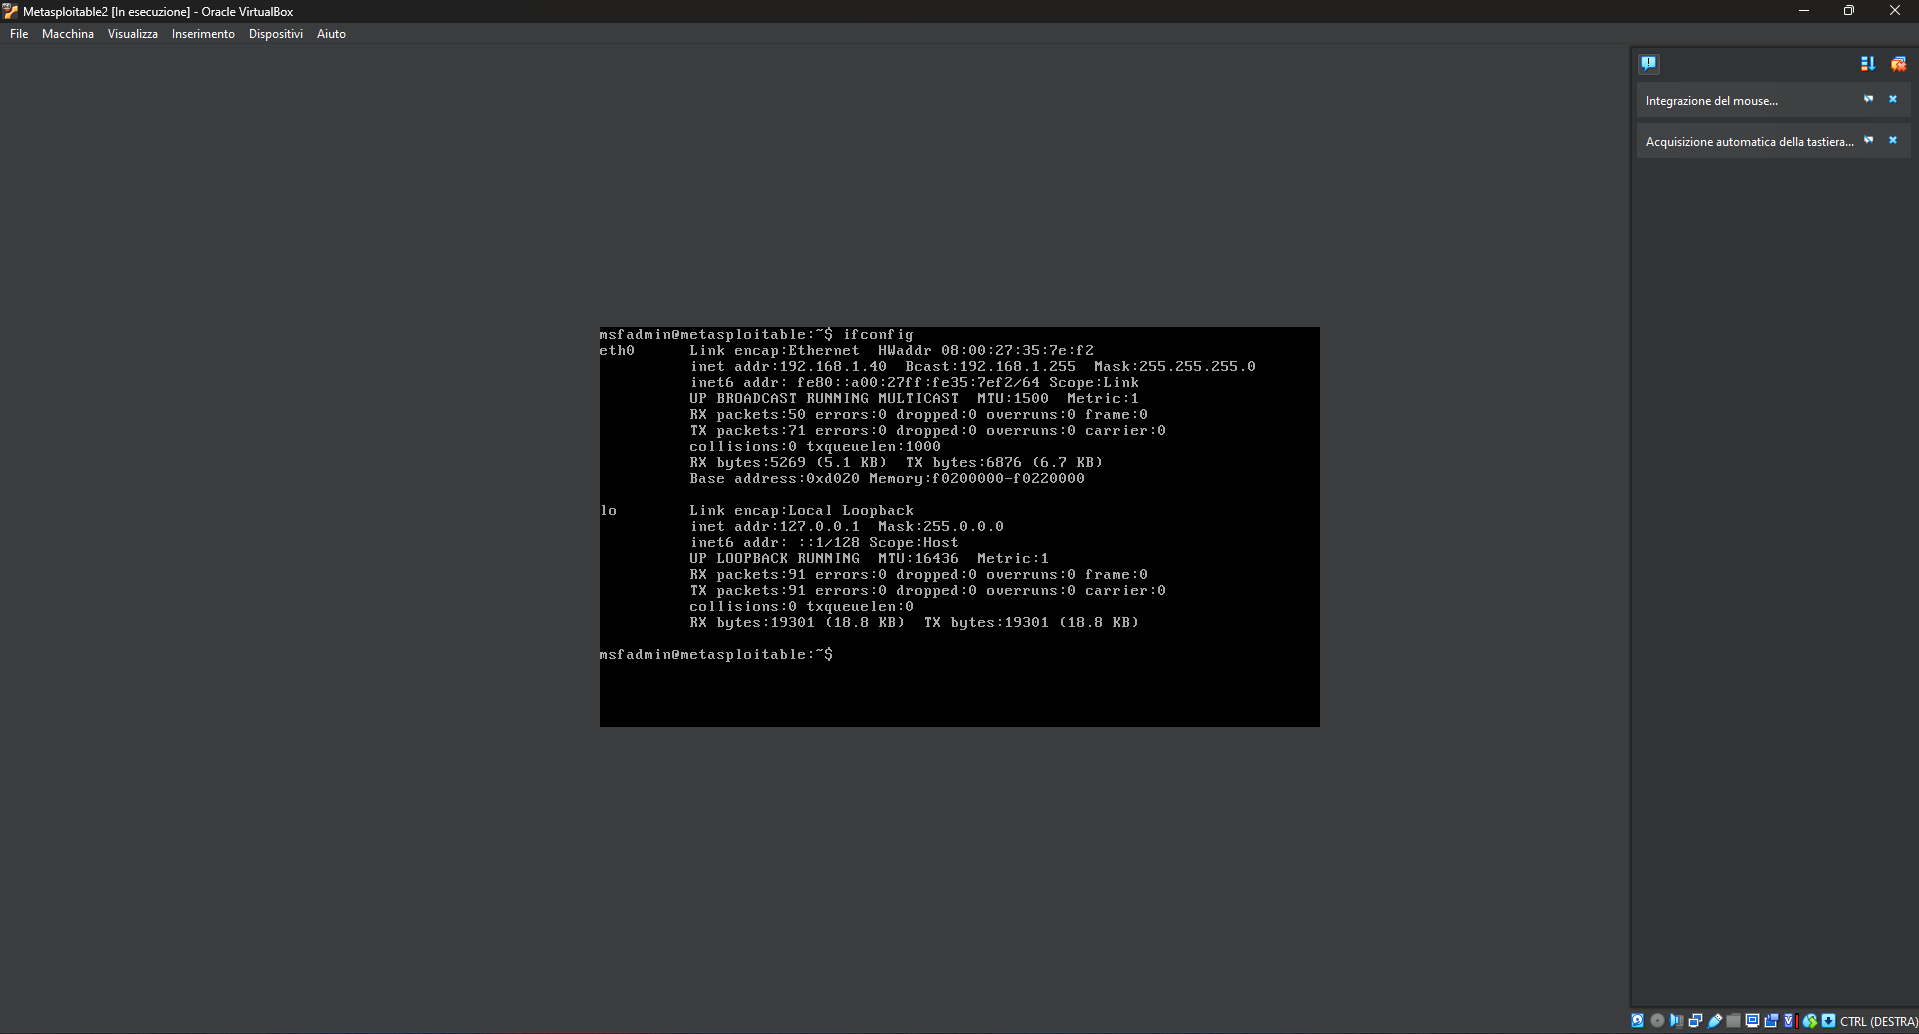 Metasploitable2 [In esecuzione] - Oracle VirtualBox
File Macchina Visualizza Inserimento Dispositivi Aiuto
Integrazione del mouse...
Acquisizione automatica della tastiera...
msfadmin@metasploitable:~$ ifconfig
eth0 Link encap:Ethernet HWaddr 08:00:27:35:7e:f2
inet addr:192.168.1.40 Bcast:192.168.1.255 Mask:255.255.255.0
inet6 addr: fe80::a00:27ff:fe35:7ef2/64 Scope:Link
UP BROADCAST RUNNING MULTICAST MTU:1500 Metric:1
RX packets:50 errors:0 dropped:0 overruns:0 frame:0
TX packets:71 errors:0 dropped:0 overruns:0 carrier:0
collisions:0 txqueuelen:1000
RX bytes:5269 (5.1 KB) TX bytes:6876 (6.7 KB)
Base address:0xd020 Memory:f0200000-f0220000
lo Link encap:Local Loopback
inet addr:127.0.0.1 Mask:255.0.0.0
inet6 addr: ::1/128 Scope:Host
UP LOOPBACK RUNNING MTU:16436 Metric:1
RX packets:91 errors:0 dropped:0 overruns:0 frame:0
TX packets:91 errors:0 dropped:0 overruns:0 carrier:0
collisions:0 txqueuelen:0
RX bytes:19301 (18.8 KB) TX bytes:19301 (18.8 KB)
msfadmin@metasploitable:~$
CTRL (DESTRA)